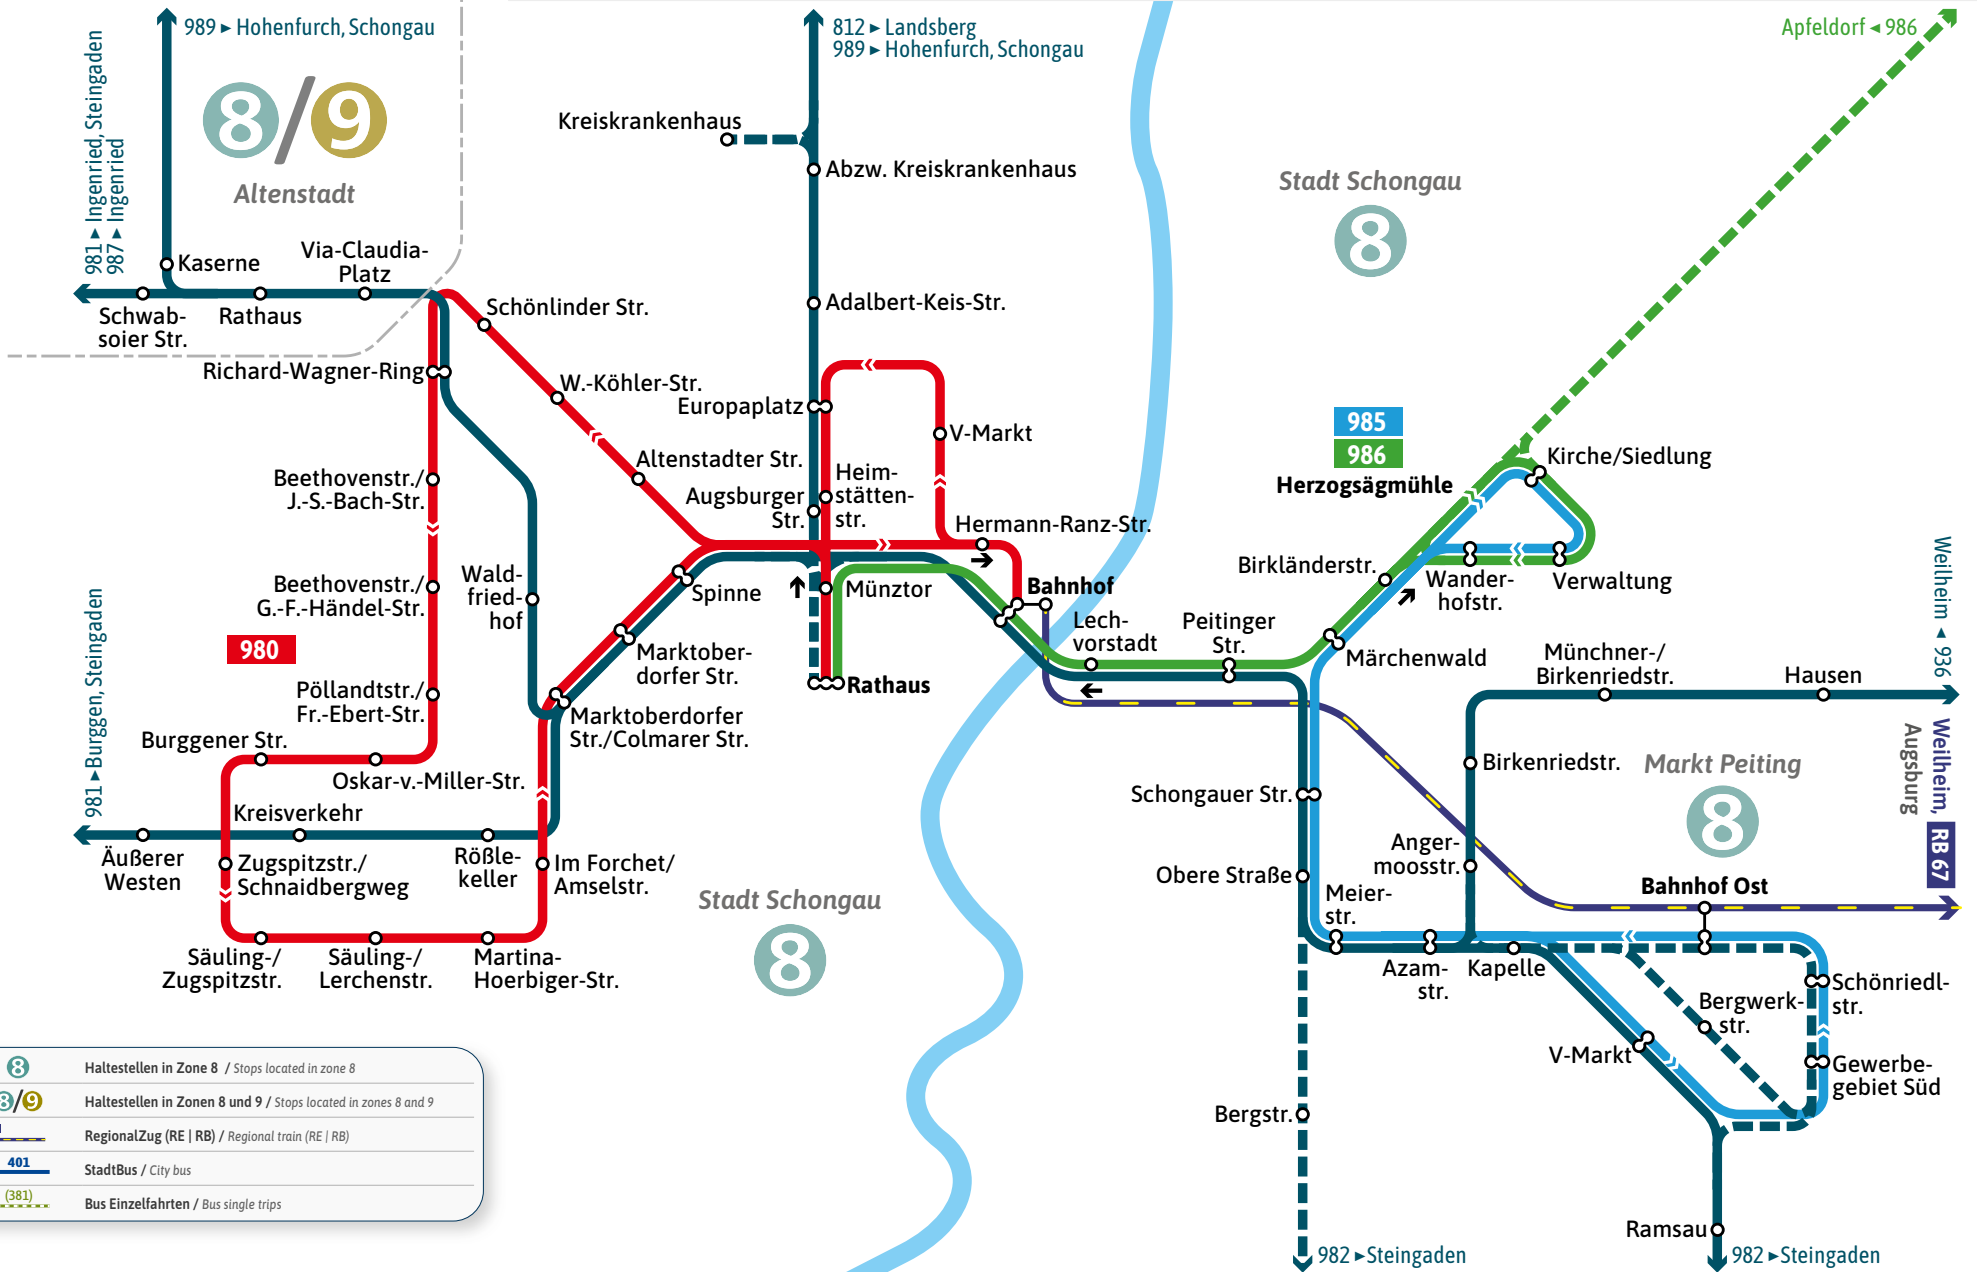 989 ▸ Hohenfurch, Schongau
812 ▸ Landsberg
989 ▸ Hohenfurch, Schongau
Apfeldorf ◂ 986
981 ▸ Ingenried, Steingaden
987 ▸ Ingenried
8/9
Altenstadt
Kreiskrankenhaus
Abzw. Kreiskrankenhaus
Stadt Schongau
8
Kaserne
Via-Claudia-
Platz
Schwab-
soier Str.
Rathaus
Schönlinder Str.
Adalbert-Keis-Str.
Richard-Wagner-Ring
W.-Köhler-Str.
Europaplatz
V-Markt
985
986
Herzogsägmühle
Kirche/Siedlung
Altenstadter Str.
Augsburger
Str.
Heim-
stätten-
str.
Beethovenstr./
J.-S.-Bach-Str.
Hermann-Ranz-Str.
Birkländerstr.
Wander-
hofstr.
Verwaltung
Weilheim ◂ 936
Beethovenstr./
G.-F.-Händel-Str.
Wald-
fried-
hof
Spinne
Münztor
Bahnhof
Lech-
vorstadt
Peitinger
Str.
Märchenwald
980
981 ▸ Burggen, Steingaden
Marktober-
dorfer Str.
Rathaus
Münchner-/
Birkenriedstr.
Hausen
Pöllandtstr./
Fr.-Ebert-Str.
Marktoberdorfer
Str./Colmarer Str.
Burggener Str.
Oskar-v.-Miller-Str.
Birkenriedstr.
Markt Peiting
8
Weilheim,
Augsburg
RB 67
Schongauer Str.
Kreisverkehr
Äußerer
Westen
Zugspitzstr./
Schnaidbergweg
Rößle-
keller
Im Forchet/
Amselstr.
Anger-
moosstr.
Obere Straße
Meier-
str.
Bahnhof Ost
Stadt Schongau
8
Säuling-/
Zugspitzstr.
Säuling-/
Lerchenstr.
Martina-
Hoerbiger-Str.
Azam-
str.
Kapelle
Bergwerk-
str.
Schönriedl-
str.
V-Markt
Gewerbe-
gebiet Süd
Bergstr.
Ramsau
982 ▸ Steingaden
982 ▸ Steingaden
8 Haltestellen in Zone 8 / Stops located in zone 8
8/9 Haltestellen in Zonen 8 und 9 / Stops located in zones 8 and 9
RegionalZug (RE | RB) / Regional train (RE | RB)
401 StadtBus / City bus
(381) Bus Einzelfahrten / Bus single trips